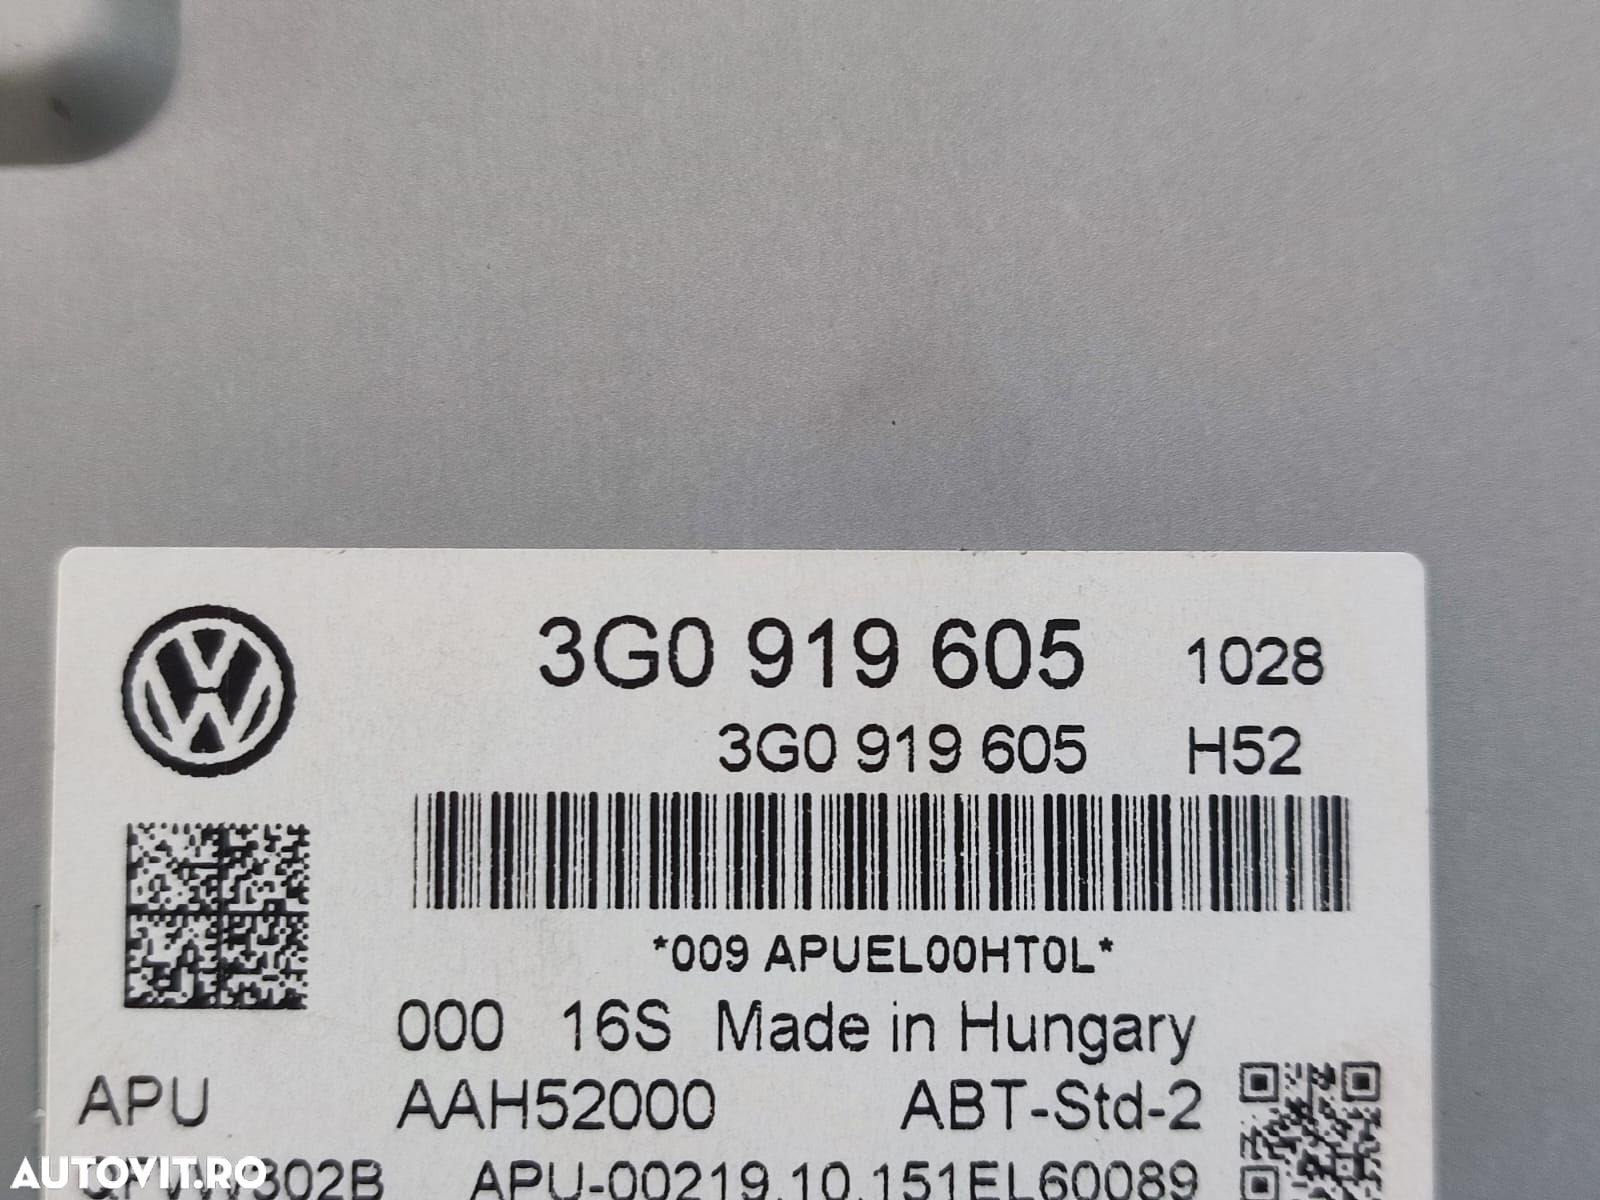 3G0 919 605 1028
3G0 919 605 H52
*009 APUEL00HT0L*
000 16S Made in Hungary
APU AAH52000 ABT-Std-2
APU-00219.10.151EL60089
AUTOVIT.RO